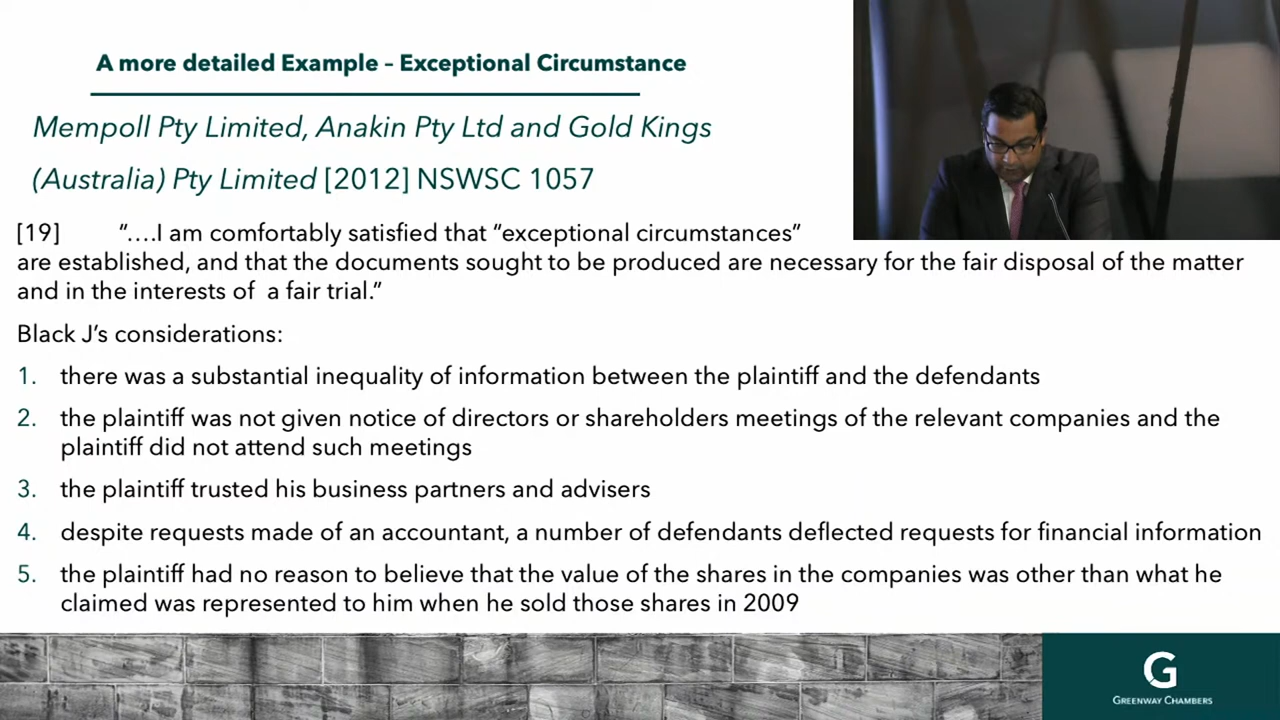 A more detailed Example – Exceptional Circumstance
Mempoll Pty Limited, Anakin Pty Ltd and Gold Kings
(Australia) Pty Limited [2012] NSWSC 1057
[19] “….I am comfortably satisfied that “exceptional circumstances”
are established, and that the documents sought to be produced are necessary for the fair disposal of the matter
and in the interests of a fair trial.”
Black J’s considerations:
1. there was a substantial inequality of information between the plaintiff and the defendants
2. the plaintiff was not given notice of directors or shareholders meetings of the relevant companies and the
plaintiff did not attend such meetings
3. the plaintiff trusted his business partners and advisers
4. despite requests made of an accountant, a number of defendants deflected requests for financial information
5. the plaintiff had no reason to believe that the value of the shares in the companies was other than what he
claimed was represented to him when he sold those shares in 2009
G
GREENWAY CHAMBERS